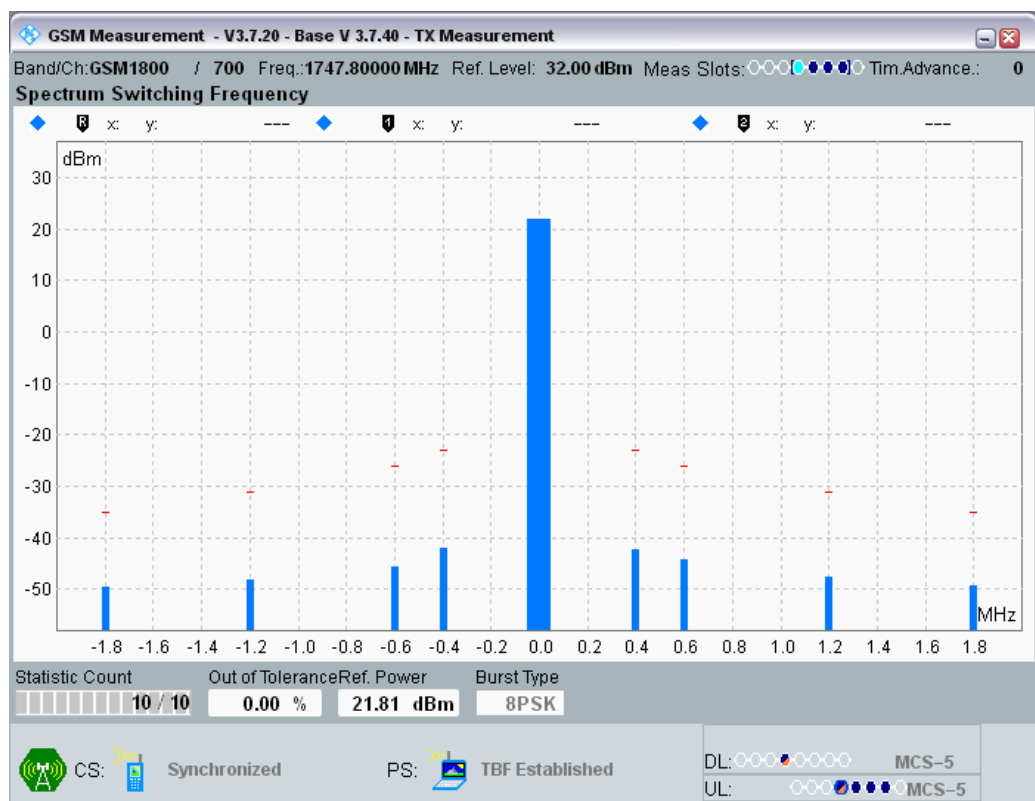 GSM Measurement - V3.7.20 - Base V 3.7.40 - TX Measurement
Band/Ch:GSM1800 / 700 Freq.:1747.80000 MHz Ref. Level: 32.00 dBm Meas Slots: Tim.Advance.: 0
Spectrum Switching Frequency
R x: y: --- 1 x: y: --- 2 x: y: ---
dBm
30
20
10
0
-10
-20
-30
-40
-50
MHz
-1.8 -1.6 -1.4 -1.2 -1.0 -0.8 -0.6 -0.4 -0.2 0.0 0.2 0.4 0.6 0.8 1.0 1.2 1.4 1.6 1.8
Statistic Count Out of Tolerance Ref. Power Burst Type
10 / 10 0.00 % 21.81 dBm 8PSK
CS: Synchronized PS: TBF Established
DL: MCS-5
UL: MCS-5